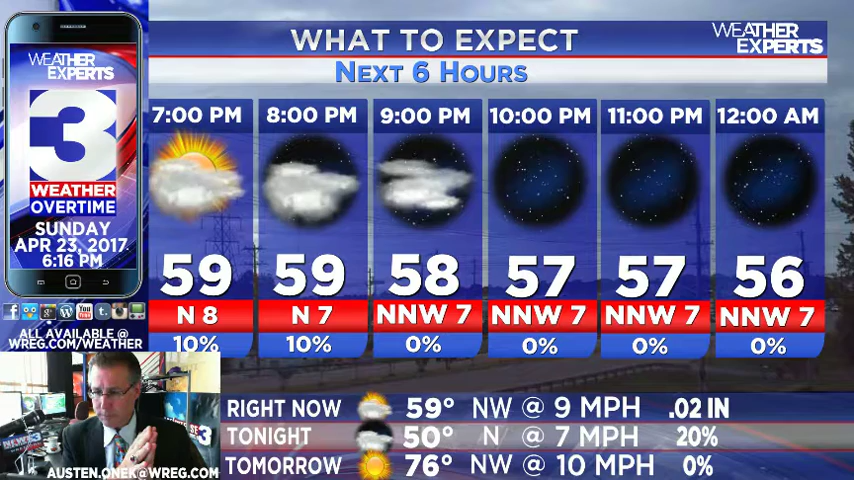 WEATHER
EXPERTS
3
WEATHER
OVERTIME
SUNDAY
APR 23, 2017
6:16 PM
ALL AVAILABLE @
WREG.COM/WEATHER
WHAT TO EXPECT
WEATHER
EXPERTS
NEXT 6 HOURS
7:00 PM 8:00 PM 9:00 PM 10:00 PM 11:00 PM 12:00 AM
59 59 58 57 57 56
N 8 N 7 NNW 7 NNW 7 NNW 7 NNW 7
10% 10% 0% 0% 0% 0%
RIGHT NOW 59° NW @ 9 MPH .02 IN
TONIGHT 50° N @ 7 MPH 20%
TOMORROW 76° NW @ 10 MPH 0%
NEWS 3
3
AUSTEN.ONEK@WREG.COM